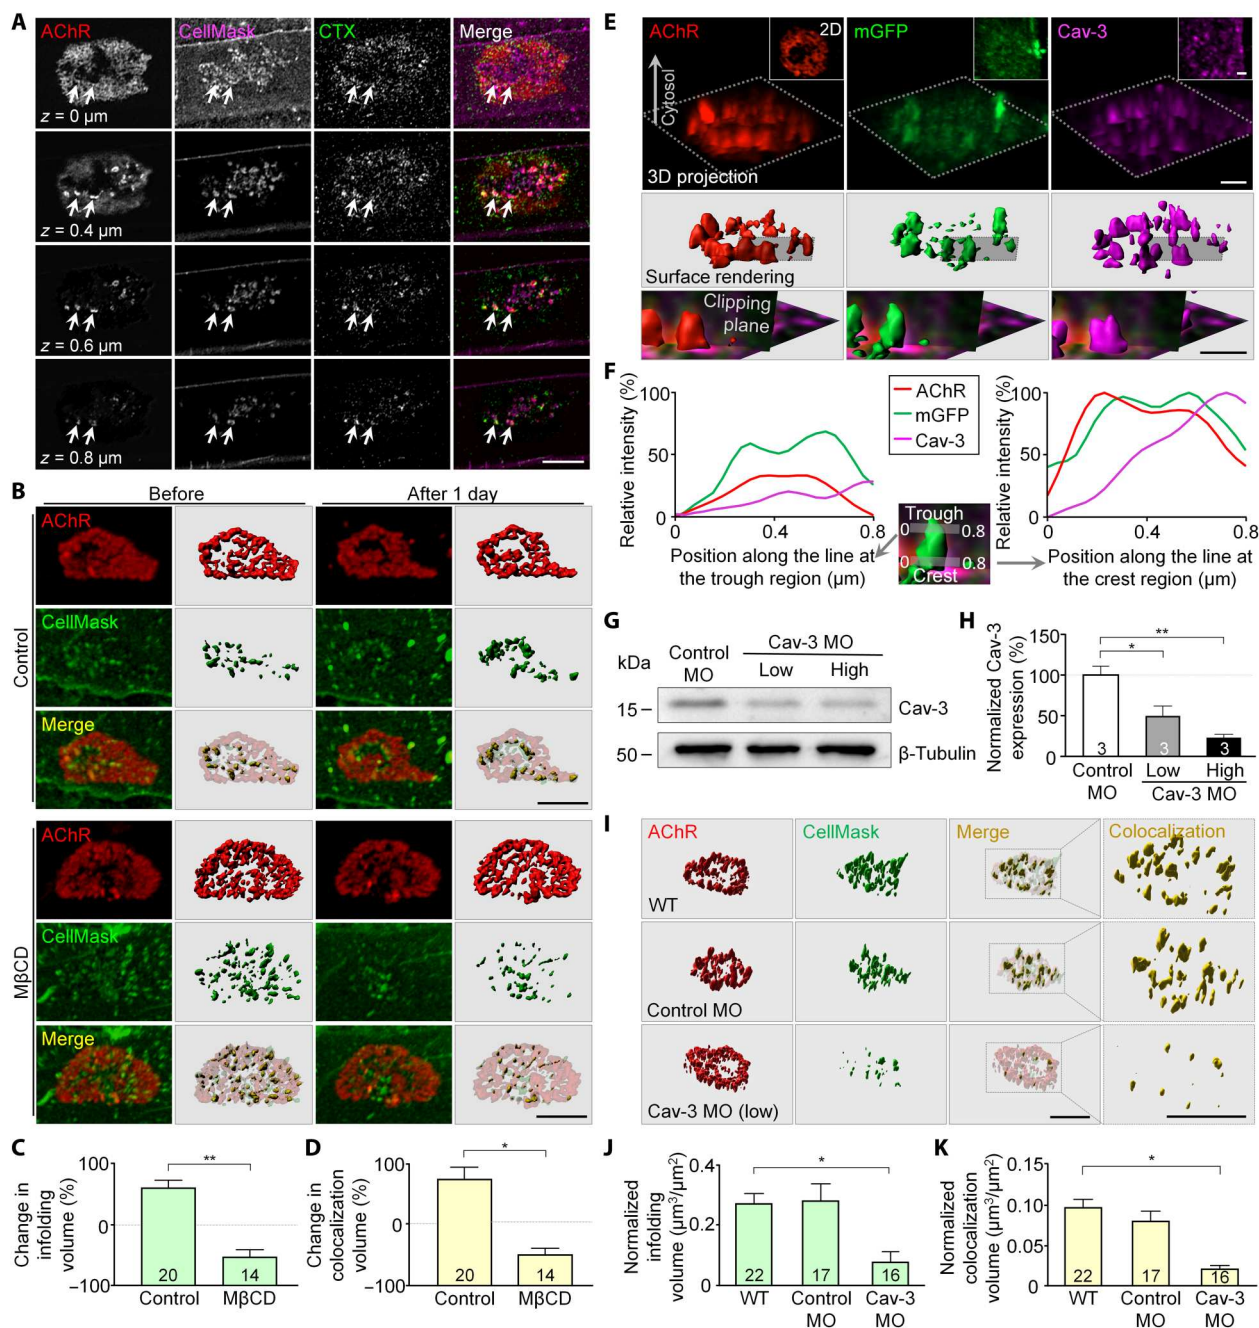 A
AChR
CellMask
CTX
Merge
z = 0 µm
z = 0.4 µm
z = 0.6 µm
z = 0.8 µm
B
Before
After 1 day
Control
AChR
CellMask
Merge
MβCD
AChR
CellMask
Merge
C
Change in
infolding
volume (%)
100
0
−100
**
20
14
Control
MβCD
D
Change in
colocalization
volume (%)
100
0
−100
*
20
14
Control
MβCD
E
AChR
2D
mGFP
Cav-3
Cytosol
3D projection
Surface rendering
Clipping
plane
F
Relative intensity (%)
100
50
0
0
0.4
0.8
Position along the line at
the trough region (µm)
AChR
mGFP
Cav-3
Trough
0
0.8
0
0.8
Crest
Relative intensity (%)
100
50
0
0
0.4
0.8
Position along the line at
the crest region (µm)
G
kDa
Control
MO
Cav-3 MO
Low
High
15
Cav-3
50
β-Tubulin
H
Normalized Cav-3
expression (%)
150
100
50
0
**
*
3
3
3
Control
MO
Low
High
Cav-3 MO
I
AChR
CellMask
Merge
Colocalization
WT
Control MO
Cav-3 MO (low)
J
Normalized
infolding
volume (µm³/µm²)
0.4
0.2
0
*
22
17
16
WT
Control
MO
Cav-3
MO
K
Normalized
colocalization
volume (µm³/µm²)
0.15
0.10
0.05
0
*
22
17
16
WT
Control
MO
Cav-3
MO